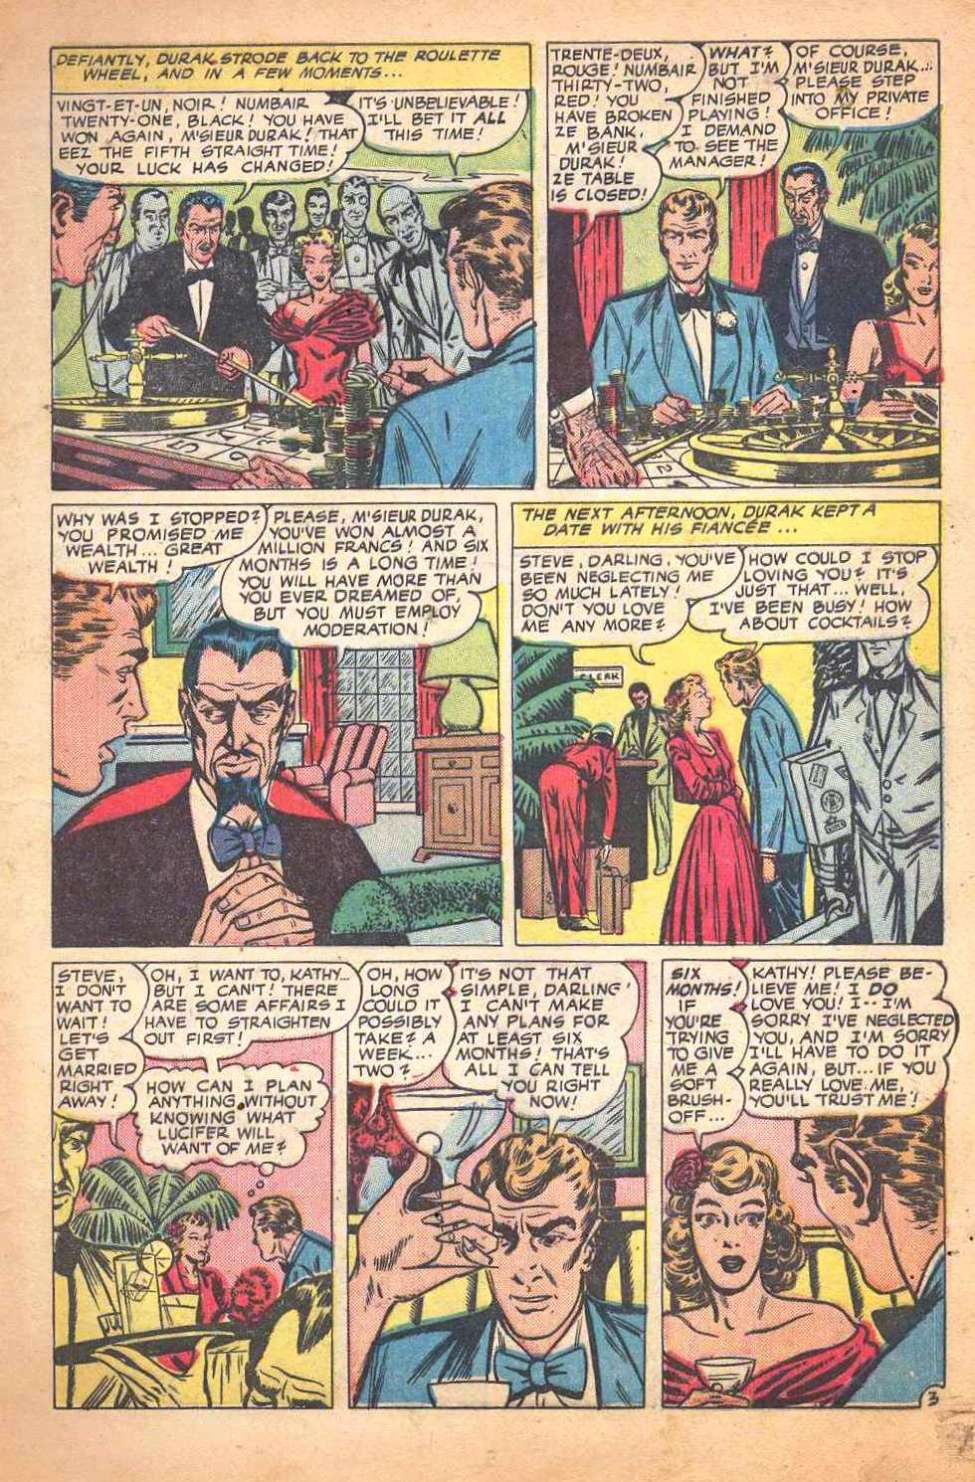 DEFIANTLY, DURAK STRODE BACK TO THE ROULETTE
WHEEL, AND IN A FEW MOMENTS...
VINGT-ET-UN, NOIR! NUMBAIR
TWENTY-ONE, BLACK! YOU HAVE
WON AGAIN, M'SIEUR DURAK! THAT
EEZ THE FIFTH STRAIGHT TIME!
YOUR LUCK HAS CHANGED!
IT'S UNBELIEVABLE!
I'LL BET IT ALL
THIS TIME!
TRENTE-DEUX,
ROUGE! NUMBAIR
THIRTY-TWO,
RED! YOU
HAVE BROKEN
ZE BANK,
M'SIEUR
DURAK!
ZE TABLE
IS CLOSED!
WHAT?
BUT I'M
NOT
FINISHED
PLAYING!
I DEMAND
TO SEE THE
MANAGER!
OF COURSE,
M'SIEUR DURAK...
PLEASE STEP
INTO MY PRIVATE
OFFICE!
WHY WAS I STOPPED?
YOU PROMISED ME
WEALTH... GREAT
WEALTH!
PLEASE, M'SIEUR DURAK,
YOU'VE WON ALMOST A
MILLION FRANCS! AND SIX
MONTHS IS A LONG TIME!
YOU WILL HAVE MORE THAN
YOU EVER DREAMED OF,
BUT YOU MUST EMPLOY
MODERATION!
THE NEXT AFTERNOON, DURAK KEPT A
DATE WITH HIS FIANCÉE...
STEVE, DARLING, YOU'VE
BEEN NEGLECTING ME
SO MUCH LATELY!
DON'T YOU LOVE
ME ANY MORE?
HOW COULD I STOP
LOVING YOU? IT'S
JUST THAT... WELL,
I'VE BEEN BUSY! HOW
ABOUT COCKTAILS?
CLERK
STEVE,
I DON'T
WANT TO
WAIT!
LET'S
GET
MARRIED
RIGHT
AWAY!
OH, I WANT TO, KATHY...
BUT I CAN'T! THERE
ARE SOME AFFAIRS I
HAVE TO STRAIGHTEN
OUT FIRST!
HOW CAN I PLAN
ANYTHING WITHOUT
KNOWING WHAT
LUCIFER WILL
WANT OF ME?
OH, HOW
LONG
COULD IT
POSSIBLY
TAKE? A
WEEK...
TWO?
IT'S NOT THAT
SIMPLE, DARLING!
I CAN'T MAKE
ANY PLANS FOR
AT LEAST SIX
MONTHS! THAT'S
ALL I CAN TELL
YOU RIGHT
NOW!
SIX
MONTHS!
IF
YOU'RE
TRYING
TO GIVE
ME A
SOFT
BRUSH-
OFF...
KATHY! PLEASE BE-
LIEVE ME! I DO
LOVE YOU! I-- I'M
SORRY I'VE NEGLECTED
YOU, AND I'M SORRY
I'LL HAVE TO DO IT
AGAIN, BUT... IF YOU
REALLY LOVE ME,
YOU'LL TRUST ME!
3